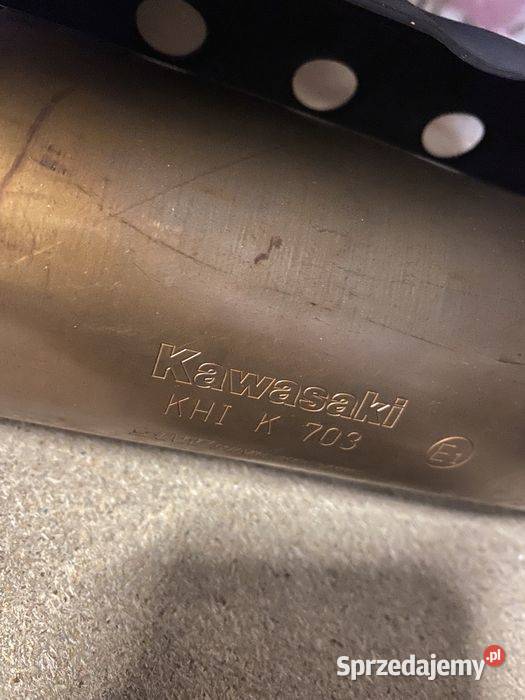 Kawasaki
KHI K 703
E1
Sprzedajemy.pl